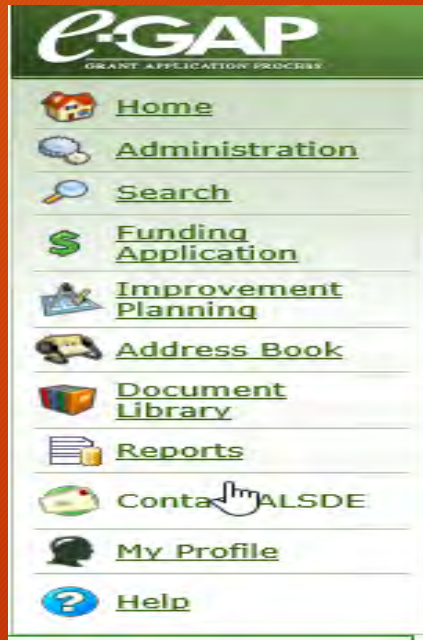 e-GAP
GRANT APPLICATION PROCESS
Home
Administration
Search
Funding
Application
Improvement
Planning
Address Book
Document
Library
Reports
Conta ALSDE
My Profile
Help